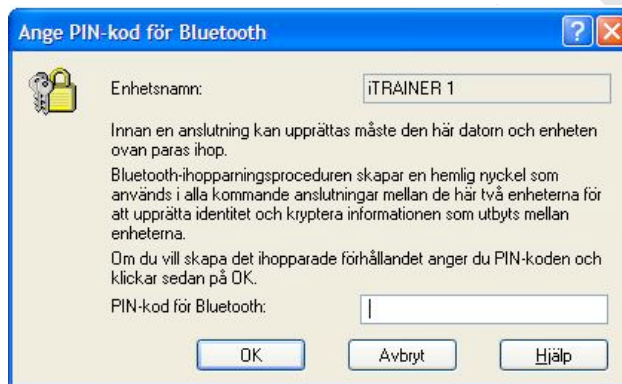 Ange PIN-kod för Bluetooth
Enhetsnamn: iTRAINER 1
Innan en anslutning kan upprättas måste den här datorn och enheten
ovan paras ihop.
Bluetooth-ihopparningsproceduren skapar en hemlig nyckel som
används i alla kommande anslutningar mellan de här två enheterna för
att upprätta identitet och kryptera informationen som utbyts mellan
enheterna.
Om du vill skapa det ihopparade förhållandet anger du PIN-koden och
klickar sedan på OK.
PIN-kod för Bluetooth:
OK Avbryt Hjälp